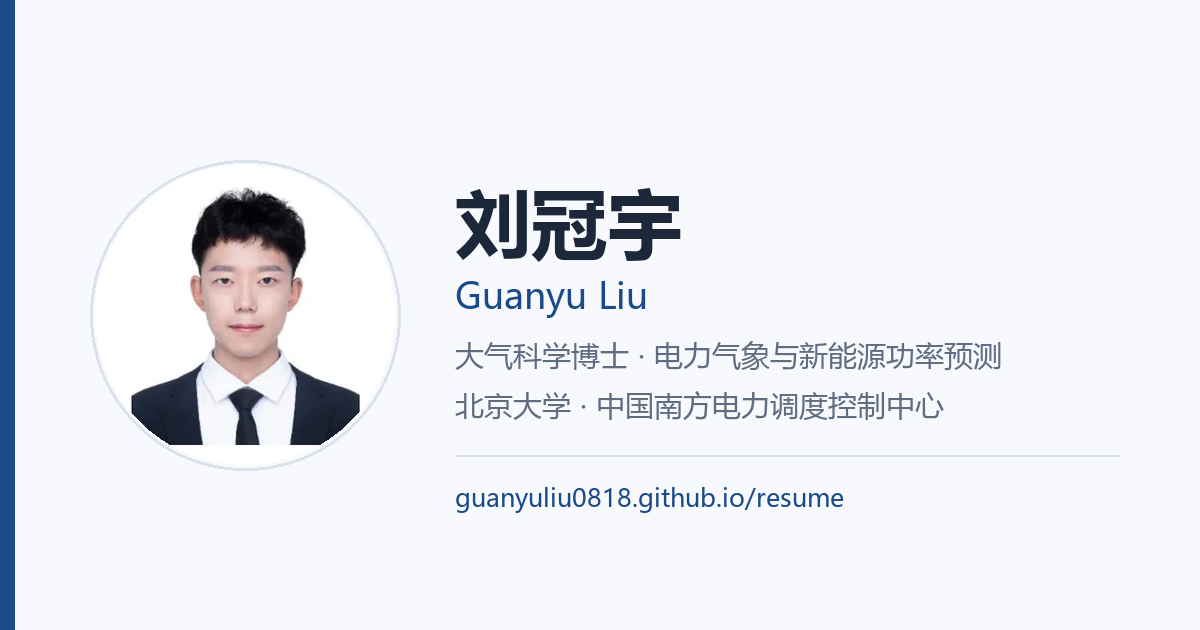 刘冠宇
Guanyu Liu
大气科学博士 · 电力气象与新能源功率预测
北京大学 · 中国南方电力调度控制中心
guanyuliu0818.github.io/resume